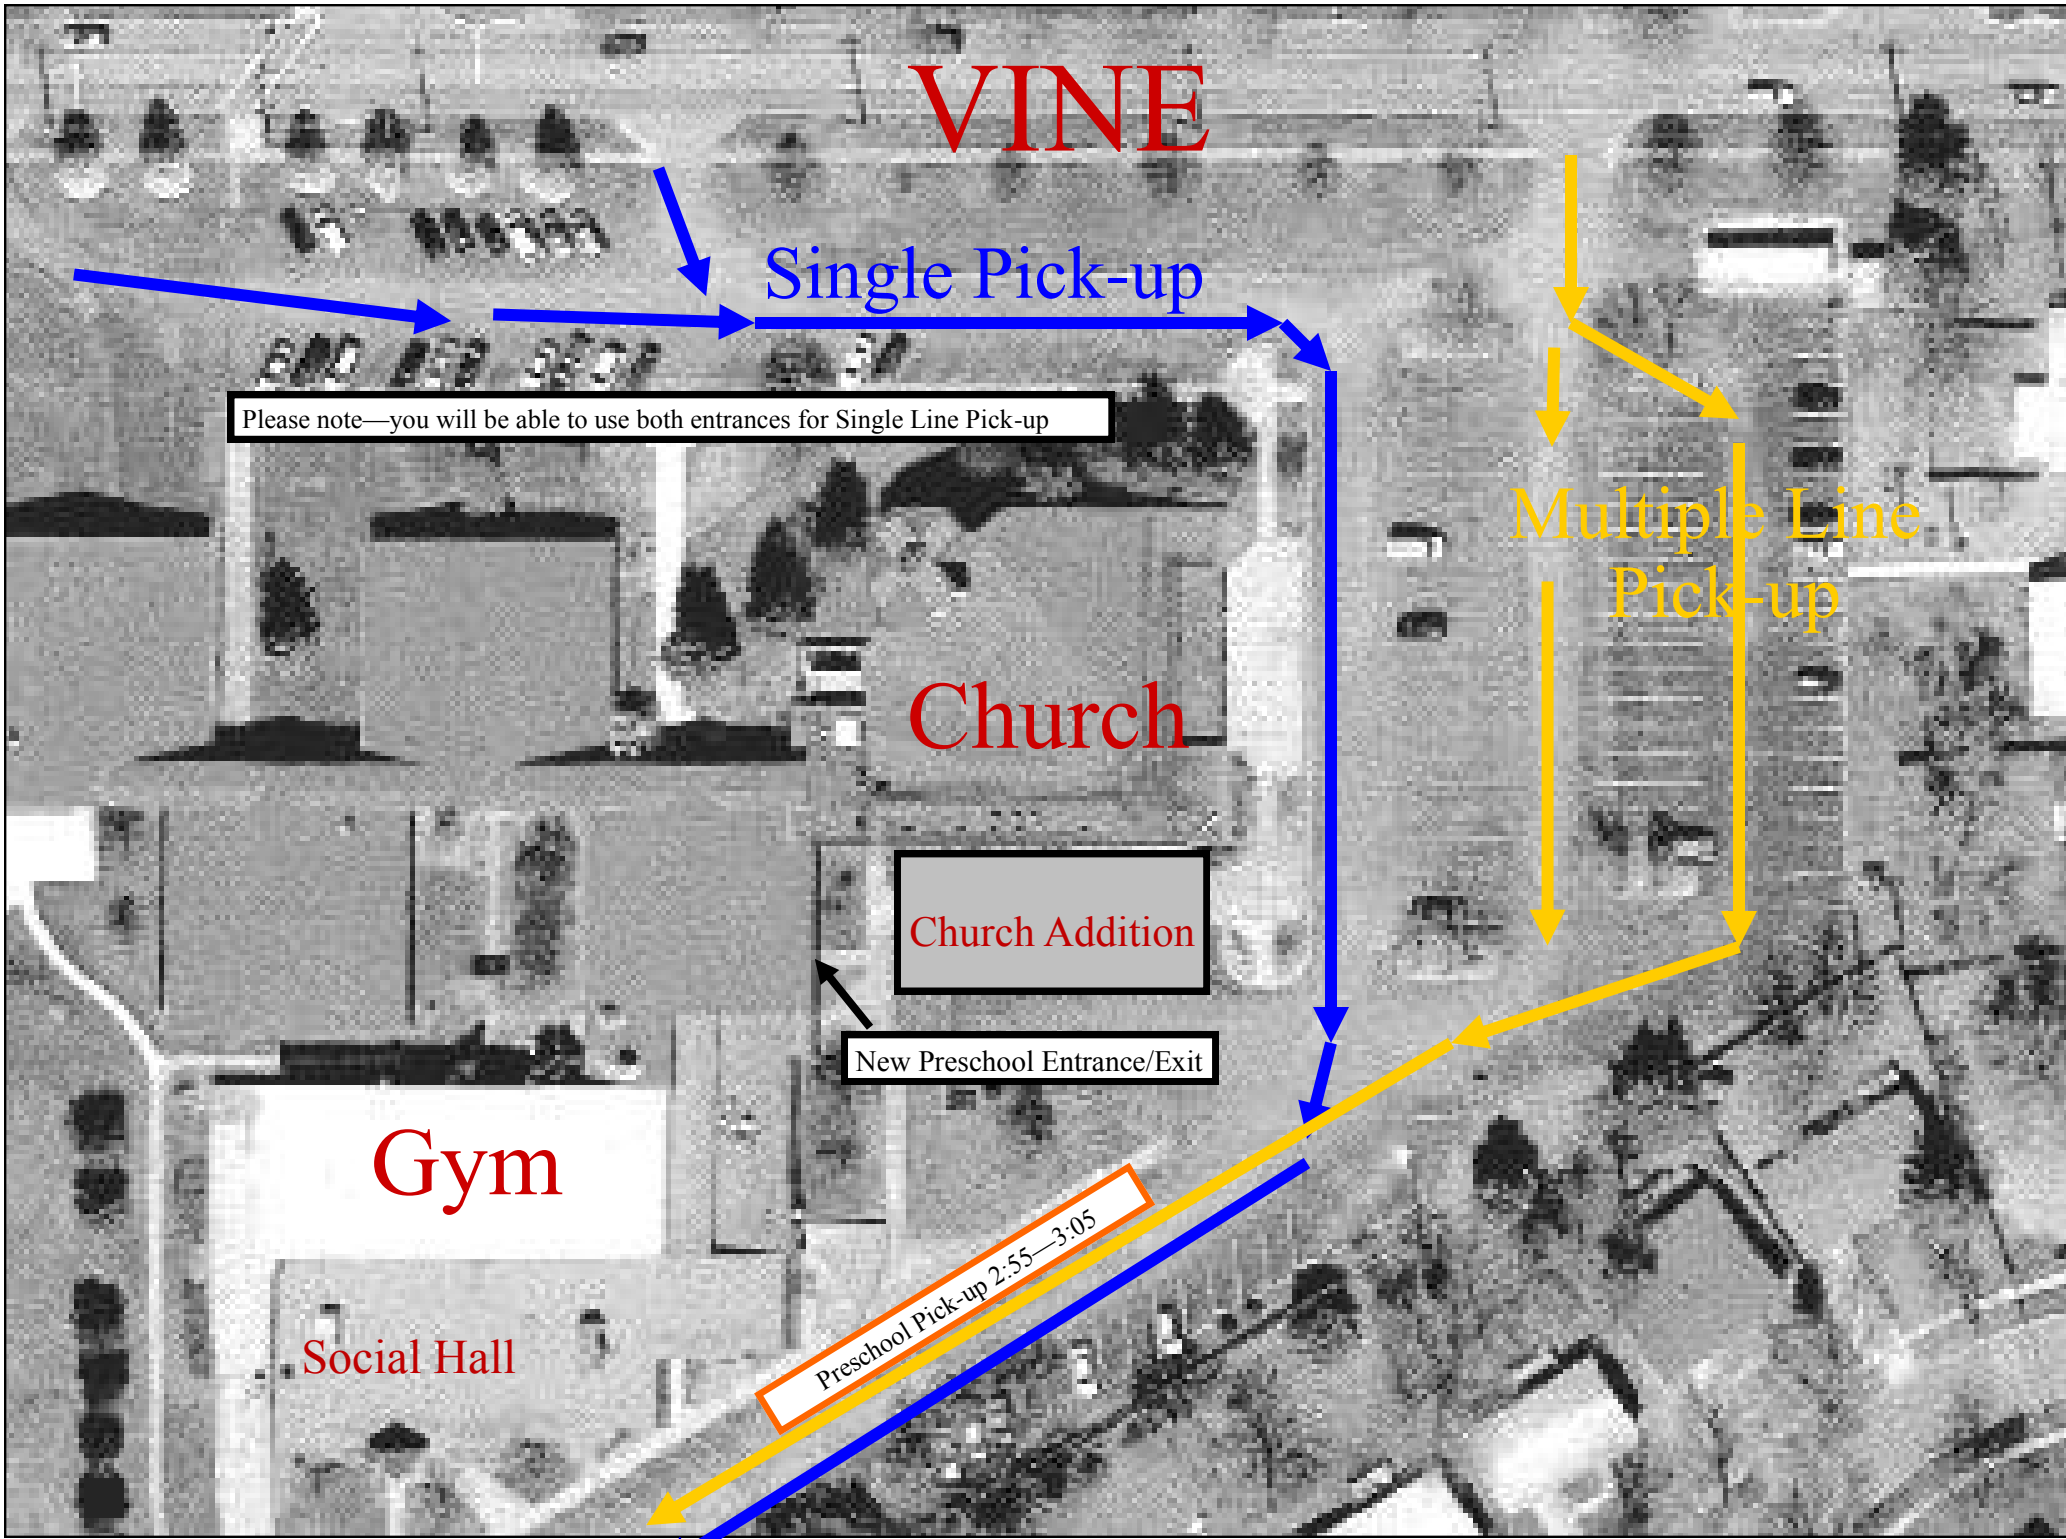 VINE
Single Pick-up
Please note—you will be able to use both entrances for Single Line Pick-up
Multiple Line
Pick-up
Church
Church Addition
New Preschool Entrance/Exit
Gym
Preschool Pick-up 2:55—3:05
Social Hall